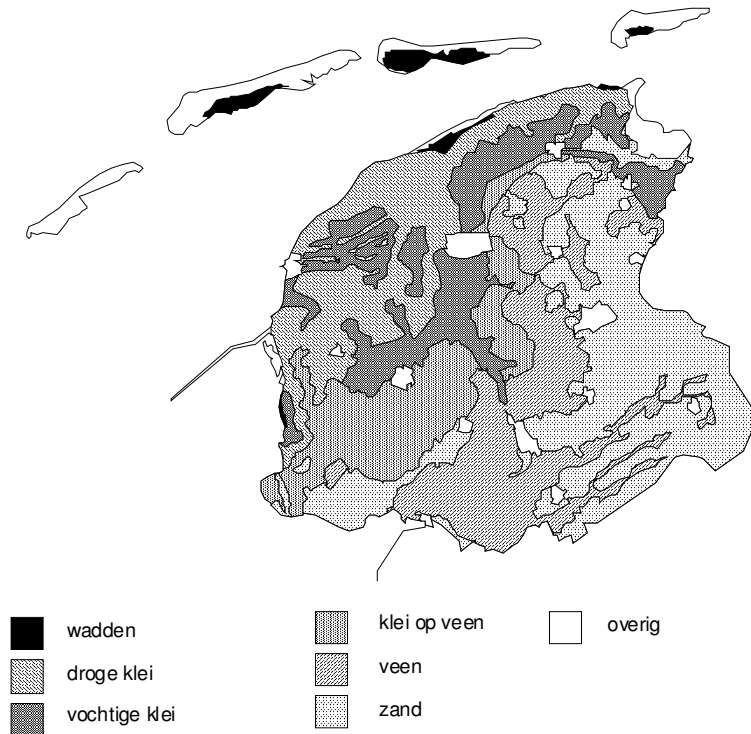 wadden
droge klei
vochtige klei
klei op veen
veen
zand
overig